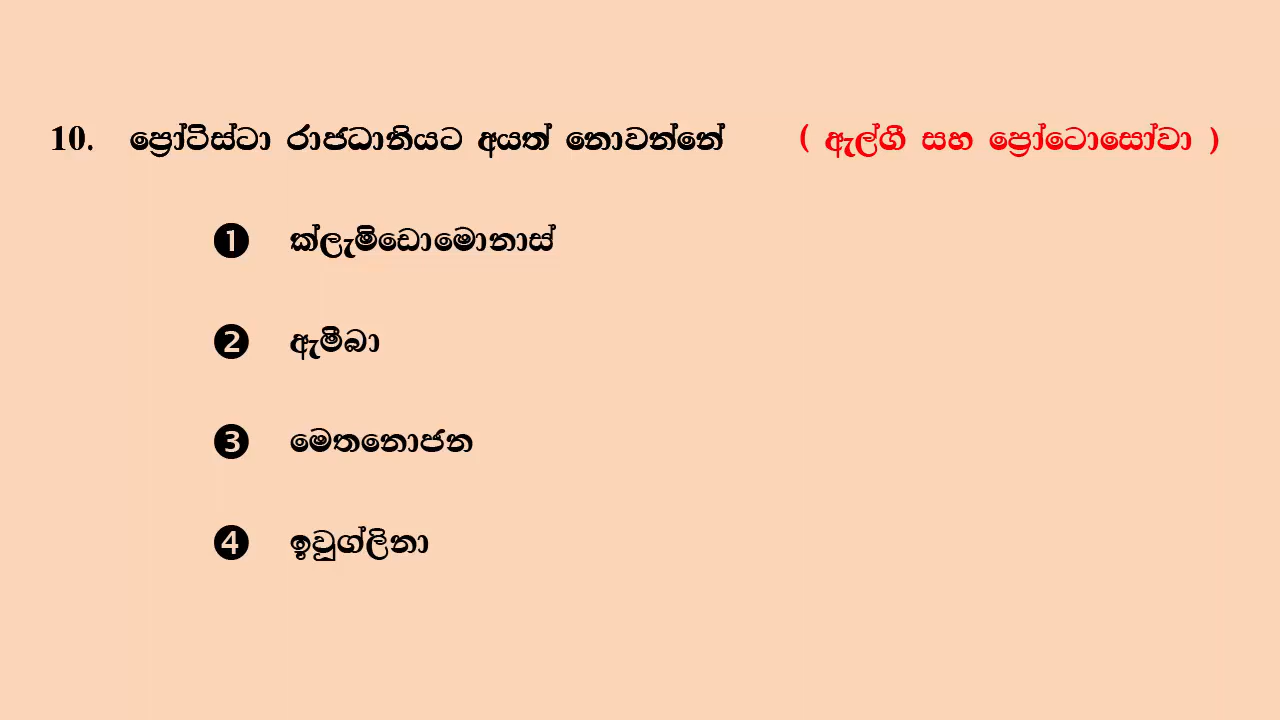 10. ප්‍රෝටිස්ටා රාජධානියට අයත් නොවන්නේ ( ඇල්ගී සහ ප්‍රෝටොසෝවා )
❶ ක්ලැමිඩොමොනාස්
❷ ඇමීබා
❸ මෙතනොජන
❹ ඉවුග්ලිනා